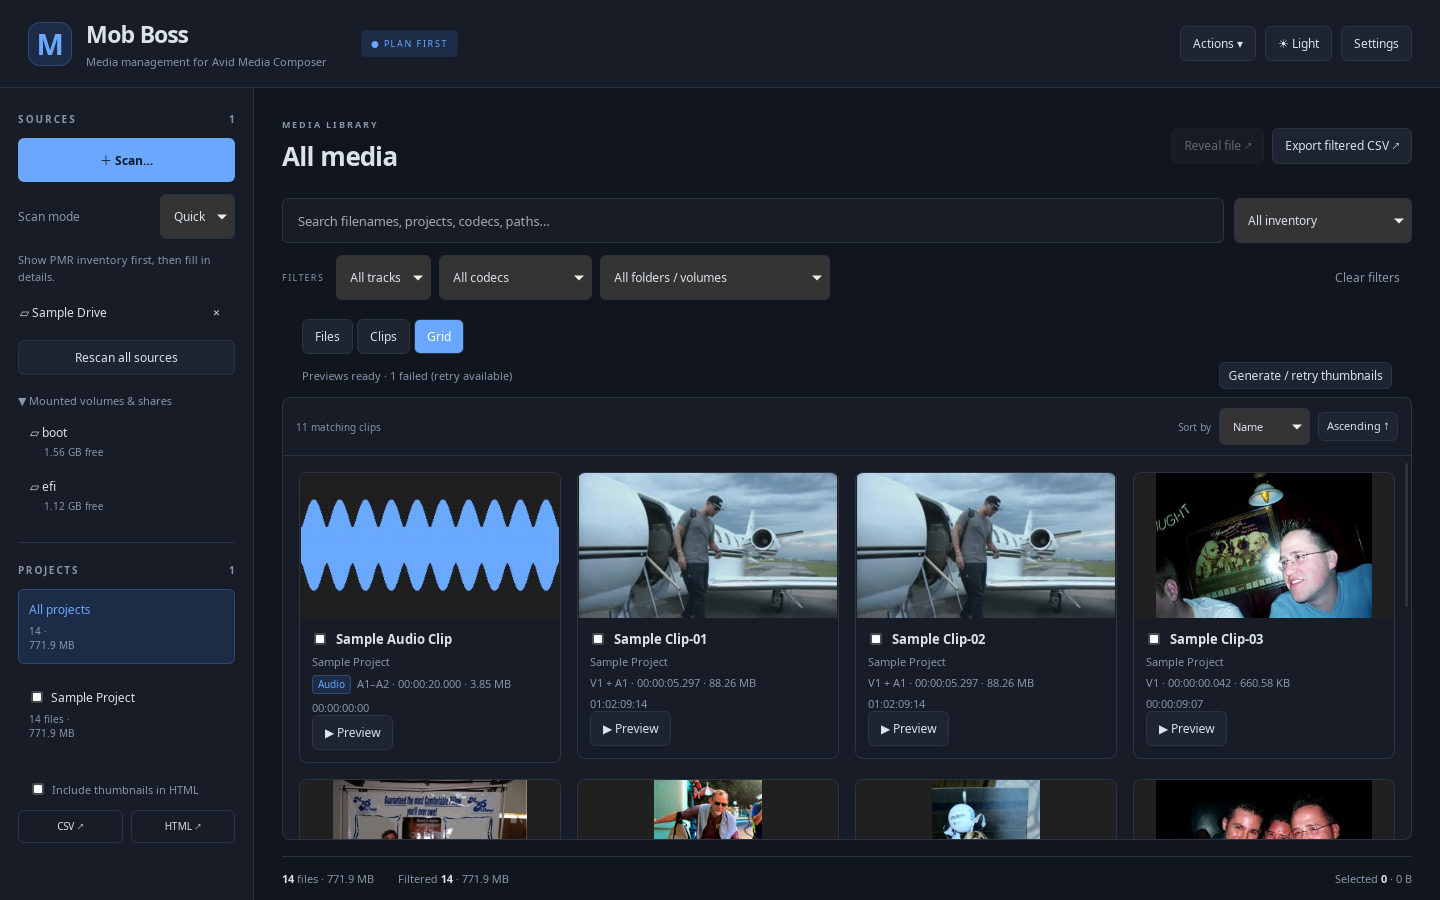 M
Mob Boss
Media management for Avid Media Composer
● PLAN FIRST
Actions ▾
☀ Light
Settings
SOURCES 1
+ Scan...
Scan mode
Quick
Show PMR inventory first, then fill in
details.
Sample Drive ×
Rescan all sources
▼ Mounted volumes & shares
boot
1.56 GB free
efi
1.12 GB free
PROJECTS 1
All projects
14 ·
771.9 MB
Sample Project
14 files ·
771.9 MB
Include thumbnails in HTML
CSV ↗
HTML ↗
MEDIA LIBRARY
All media
Reveal file ↗
Export filtered CSV ↗
Search filenames, projects, codecs, paths...
All inventory
FILTERS
All tracks
All codecs
All folders / volumes
Clear filters
Files
Clips
Grid
Previews ready · 1 failed (retry available)
Generate / retry thumbnails
11 matching clips
Sort by
Name
Ascending ↑
Sample Audio Clip
Sample Project
Audio A1–A2 · 00:00:20.000 · 3.85 MB
00:00:00:00
▶ Preview
Sample Clip-01
Sample Project
V1 + A1 · 00:00:05.297 · 88.26 MB
01:02:09:14
▶ Preview
Sample Clip-02
Sample Project
V1 + A1 · 00:00:05.297 · 88.26 MB
01:02:09:14
▶ Preview
UGHT
Sample Clip-03
Sample Project
V1 · 00:00:00.042 · 660.58 KB
00:00:09:07
▶ Preview
Guaranteed the most Comfortable
you'll ever own!
14 files · 771.9 MB
Filtered 14 · 771.9 MB
Selected 0 · 0 B